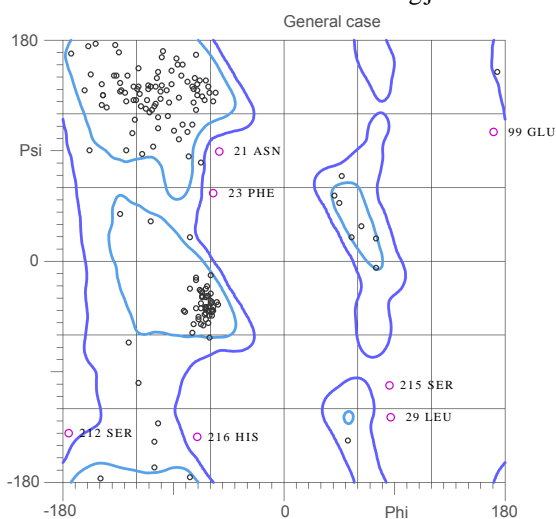 General case
180
Psi
99 GLU
21 ASN
23 PHE
0
215 SER
29 LEU
212 SER
216 HIS
-180
-180
0
Phi
180